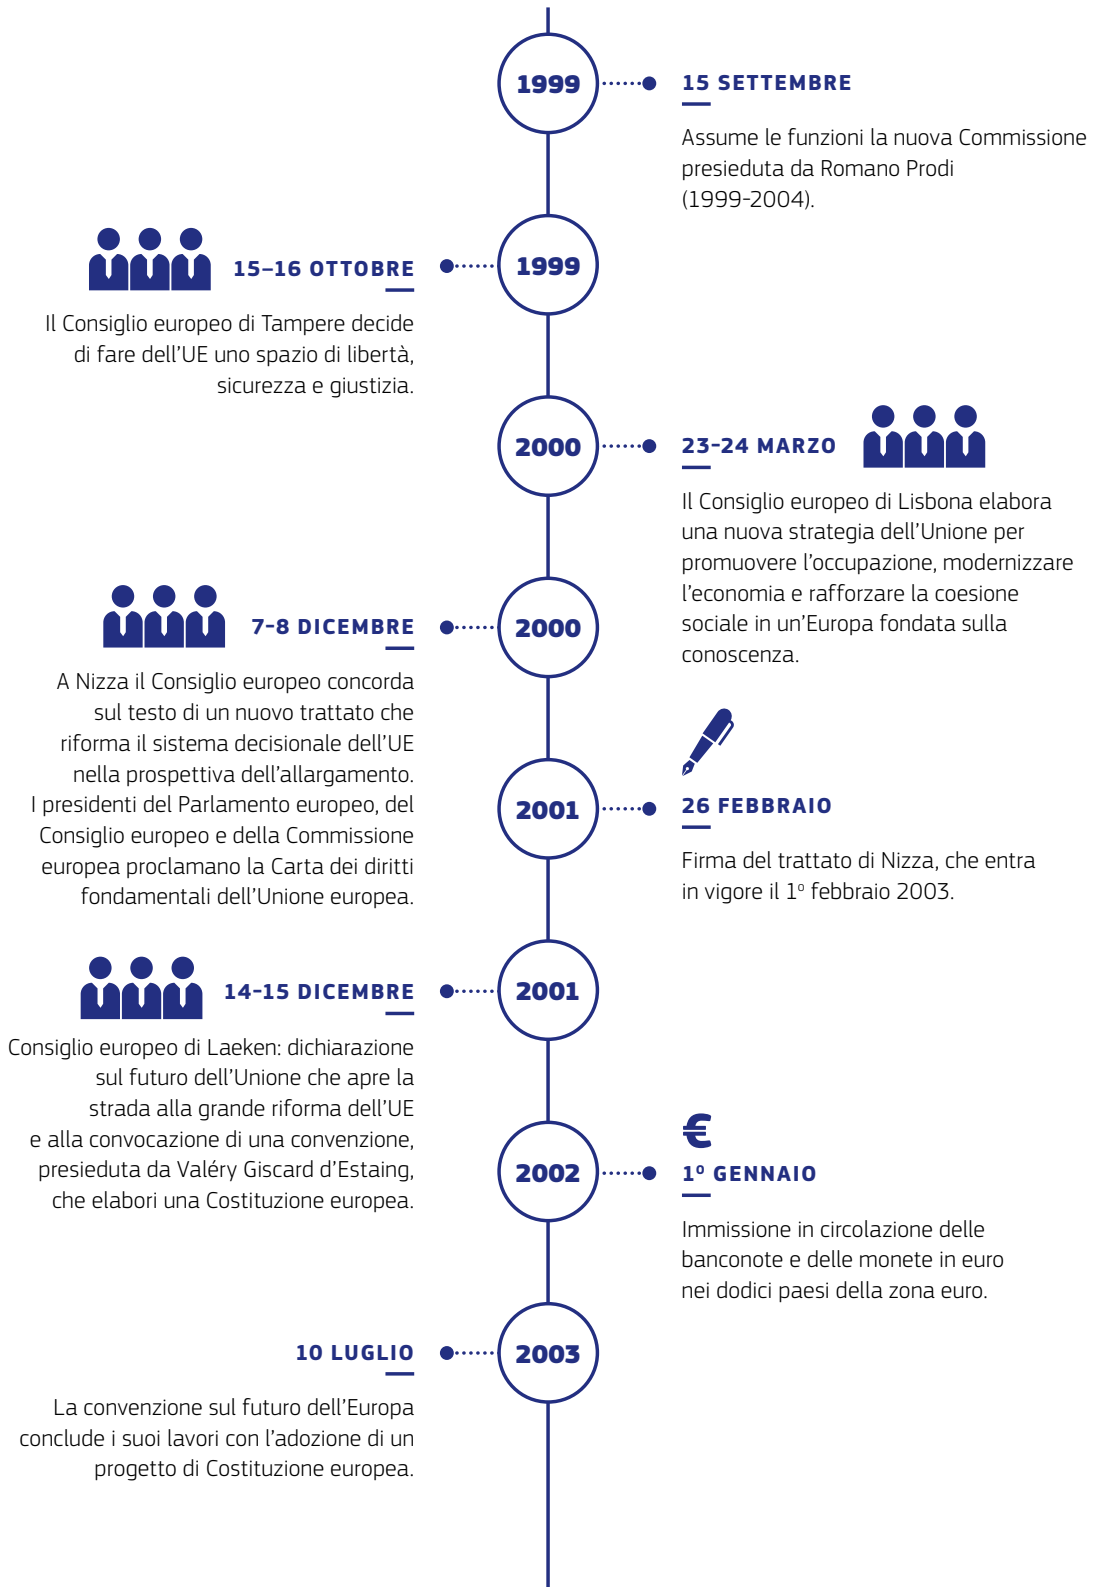 1999
15 SETTEMBRE
Assume le funzioni la nuova Commissione
presieduta da Romano Prodi
(1999-2004).
1999
15–16 OTTOBRE
Il Consiglio europeo di Tampere decide
di fare dell’UE uno spazio di libertà,
sicurezza e giustizia.
2000
23-24 MARZO
Il Consiglio europeo di Lisbona elabora
una nuova strategia dell’Unione per
promuovere l’occupazione, modernizzare
l’economia e rafforzare la coesione
sociale in un’Europa fondata sulla
conoscenza.
2000
7-8 DICEMBRE
A Nizza il Consiglio europeo concorda
sul testo di un nuovo trattato che
riforma il sistema decisionale dell’UE
nella prospettiva dell’allargamento.
I presidenti del Parlamento europeo, del
Consiglio europeo e della Commissione
europea proclamano la Carta dei diritti
fondamentali dell’Unione europea.
2001
26 FEBBRAIO
Firma del trattato di Nizza, che entra
in vigore il 1º febbraio 2003.
2001
14-15 DICEMBRE
Consiglio europeo di Laeken: dichiarazione
sul futuro dell’Unione che apre la
strada alla grande riforma dell’UE
e alla convocazione di una convenzione,
presieduta da Valéry Giscard d’Estaing,
che elabori una Costituzione europea.
2002
€
1º GENNAIO
Immissione in circolazione delle
banconote e delle monete in euro
nei dodici paesi della zona euro.
2003
10 LUGLIO
La convenzione sul futuro dell’Europa
conclude i suoi lavori con l’adozione di un
progetto di Costituzione europea.